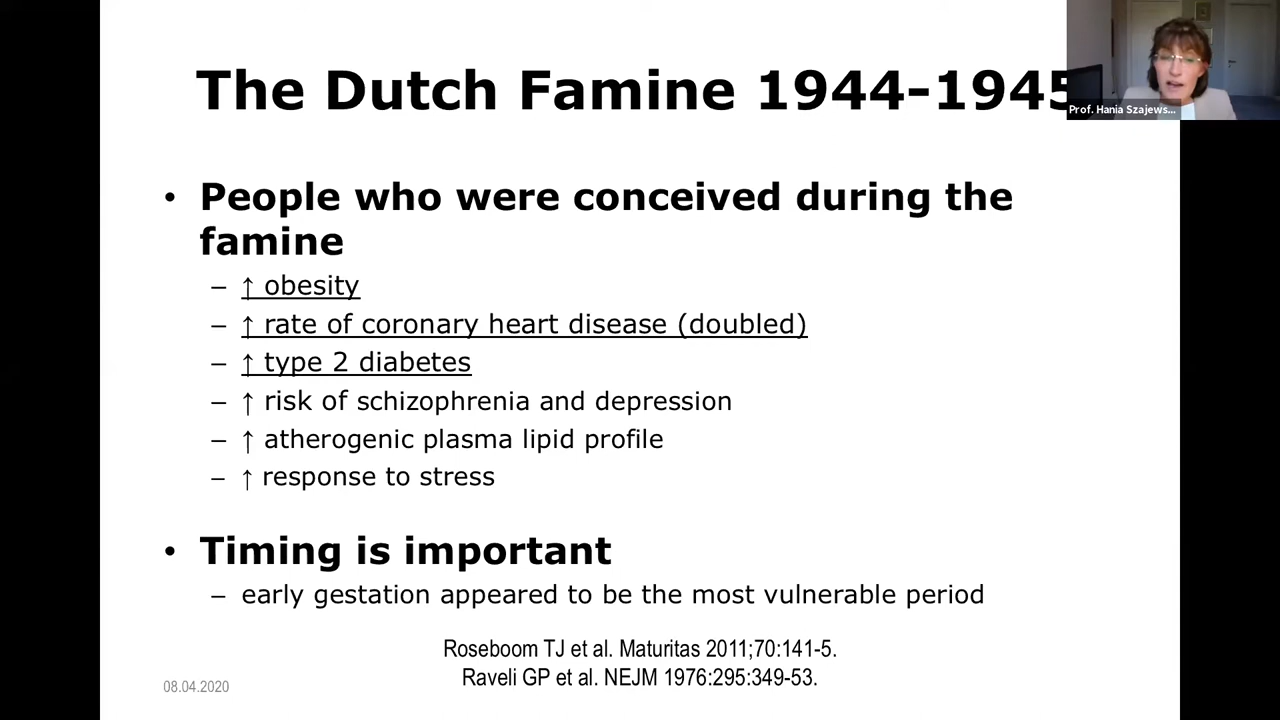 The Dutch Famine 1944-1945
Prof. Hania Szajews...
• People who were conceived during the
famine
– ↑ obesity
– ↑ rate of coronary heart disease (doubled)
– ↑ type 2 diabetes
– ↑ risk of schizophrenia and depression
– ↑ atherogenic plasma lipid profile
– ↑ response to stress
• Timing is important
– early gestation appeared to be the most vulnerable period
Roseboom TJ et al. Maturitas 2011;70:141-5.
Raveli GP et al. NEJM 1976:295:349-53.
08.04.2020